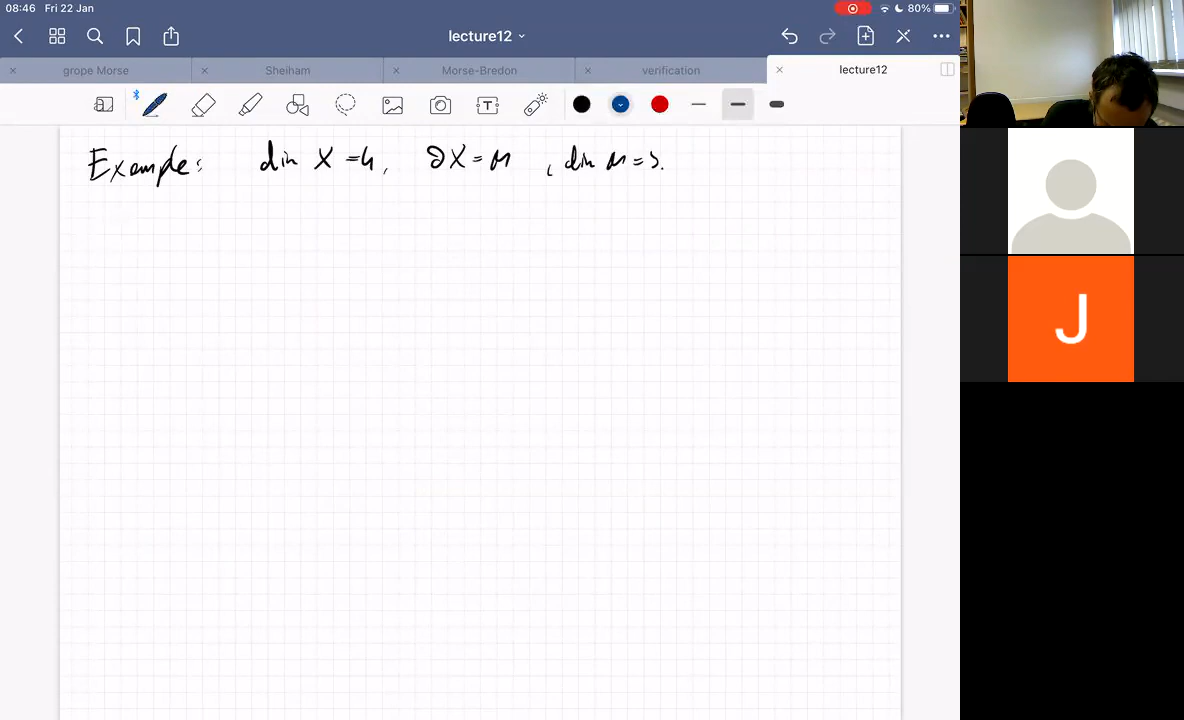 08:46 Fri 22 Jan 80%
lecture12
grope Morse Sheiham Morse-Bredon verification lecture12
T
Example: dim X = 4, ∂X = M, dim M = 3.
J